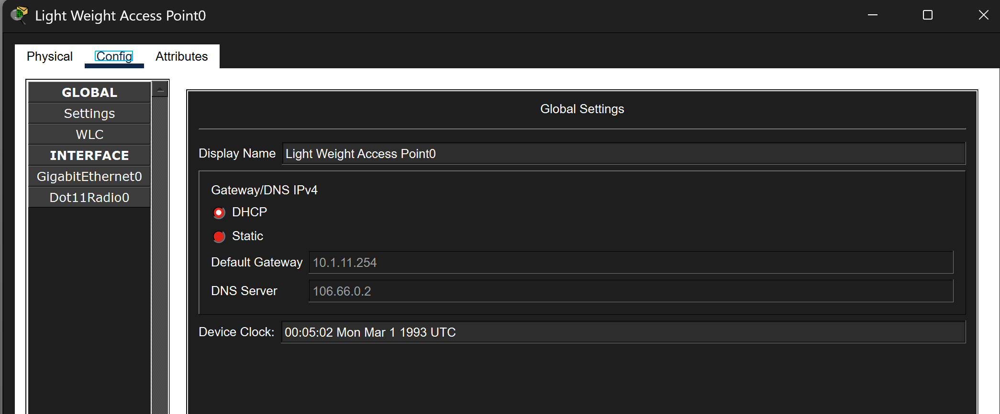 Light Weight Access Point0
Physical Config Attributes
GLOBAL
Settings
WLC
INTERFACE
GigabitEthernet0
Dot11Radio0
Global Settings
Display Name Light Weight Access Point0
Gateway/DNS IPv4
DHCP
Static
Default Gateway 10.1.11.254
DNS Server 106.66.0.2
Device Clock: 00:05:02 Mon Mar 1 1993 UTC